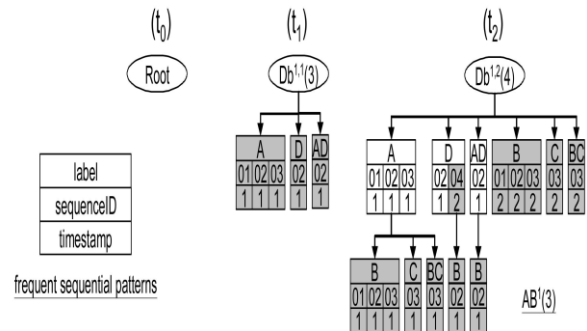 (t0) (t1) (t2)
Root Db1,1(3) Db1,2(4)
A D AD
01 02 03 02 02
1 1 1 1 1
A D AD B C BC
01 02 03 02 04 02 01 02 03 03 03
1 1 1 1 2 1 2 2 2 2 2
label
sequenceID
timestamp
frequent sequential patterns
B C BC B B
01 02 03 03 03 02 02
1 1 1 1 1 1 1
AB1(3)